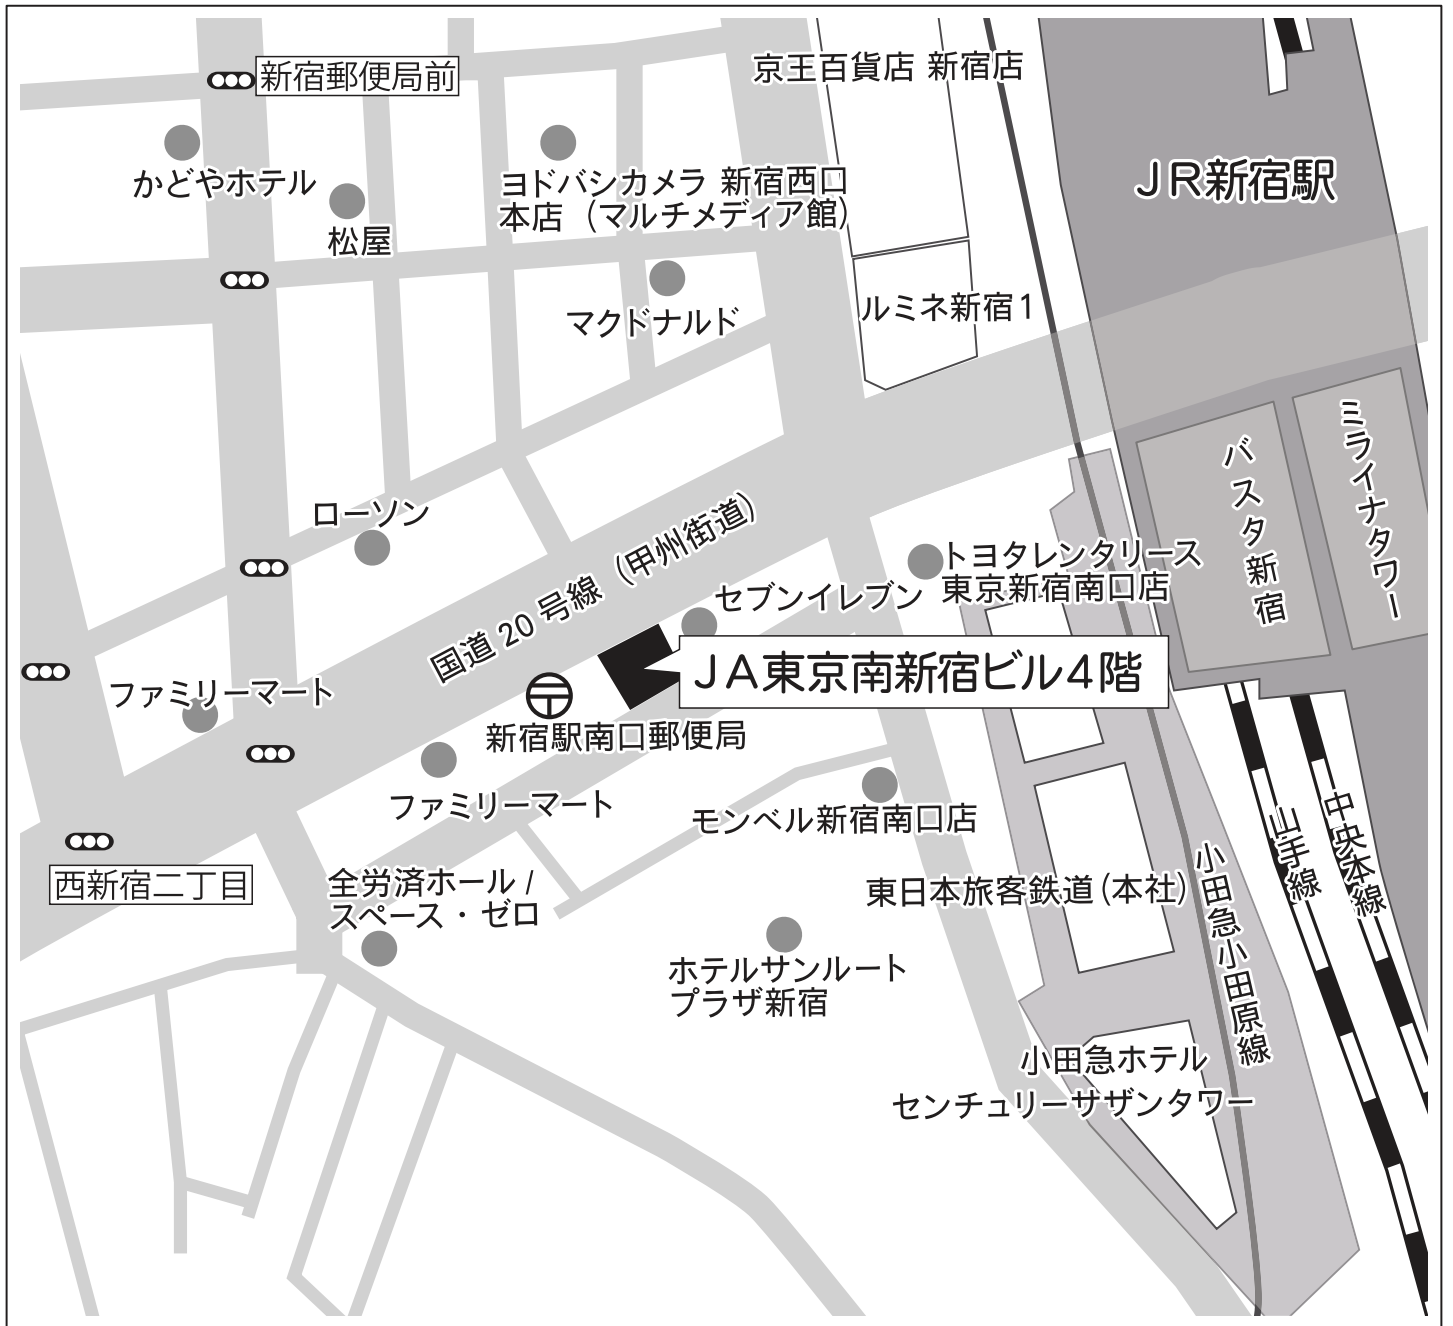 京王百貨店 新宿店
新宿郵便局前
かどやホテル
松屋
ヨドバシカメラ 新宿西口
本店（マルチメディア館）
JR新宿駅
マクドナルド
ルミネ新宿1
ローソン
国道 20 号線（甲州街道）
バスタ新宿
ミライナタワー
トヨタレンタリース
東京新宿南口店
セブンイレブン
JA東京南新宿ビル4階
ファミリーマート
新宿駅南口郵便局
ファミリーマート
モンベル新宿南口店
西新宿二丁目
全労済ホール /
スペース・ゼロ
東日本旅客鉄道（本社）
小田急小田原線
山手線
中央本線
ホテルサンルート
プラザ新宿
小田急ホテル
センチュリーサザンタワー